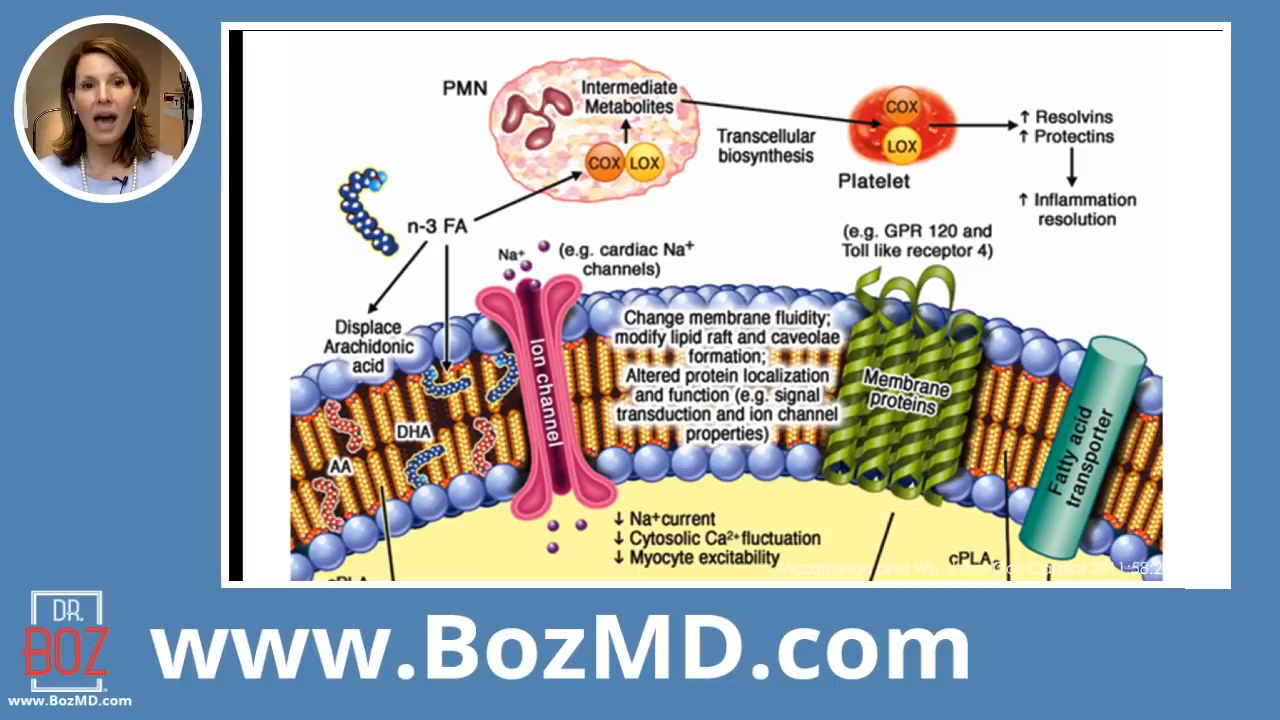 PMN
Intermediate
Metabolites
COX LOX
Transcellular
biosynthesis
COX
LOX
Platelet
↑ Resolvins
↑ Protectins
↑ Inflammation
resolution
n-3 FA
Na⁺
(e.g. cardiac Na⁺
channels)
(e.g. GPR 120 and
Toll like receptor 4)
Displace
Arachidonic
acid
DHA
AA
Ion channel
Change membrane fluidity;
modify lipid raft and caveolae
formation;
Altered protein localization
and function (e.g. signal
transduction and ion channel
properties)
Membrane
proteins
Fatty acid
transporter
↓ Na⁺current
↓ Cytosolic Ca²⁺ fluctuation
↓ Myocyte excitability
cPLA₂
DR.
BOZ
www.BozMD.com
www.BozMD.com